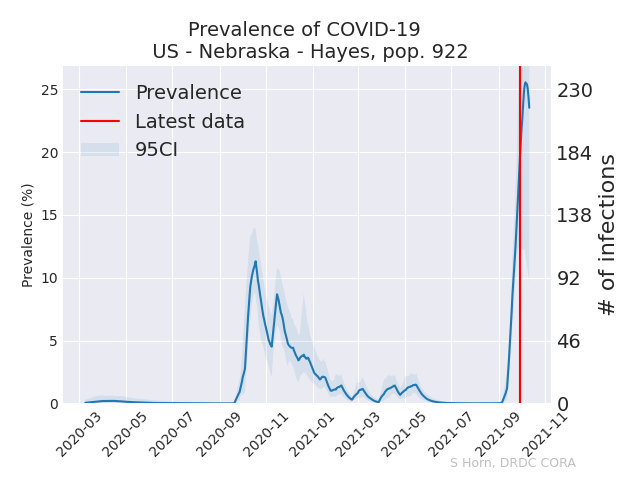 Prevalence of COVID-19
US - Nebraska - Hayes, pop. 922
Prevalence
Latest data
95CI
Prevalence (%)
25
20
15
10
5
0
# of infections
230
184
138
92
46
0
2020-03
2020-05
2020-07
2020-09
2020-11
2021-01
2021-03
2021-05
2021-07
2021-09
2021-11
S Horn, DRDC CORA